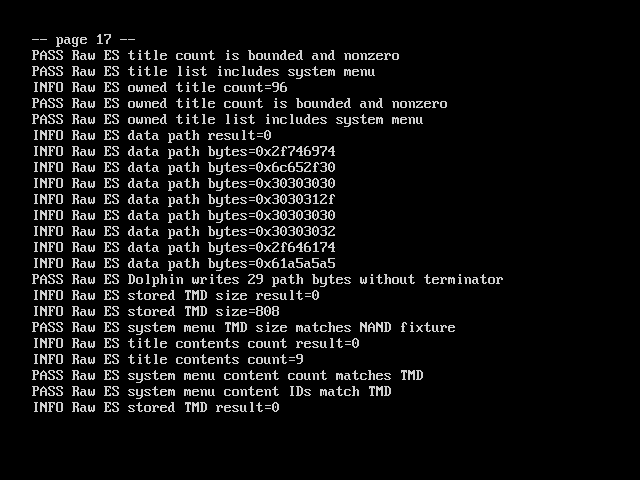 -- page 17 --
PASS Raw ES title count is bounded and nonzero
PASS Raw ES title list includes system menu
INFO Raw ES owned title count=96
PASS Raw ES owned title count is bounded and nonzero
PASS Raw ES owned title list includes system menu
INFO Raw ES data path result=0
INFO Raw ES data path bytes=0x2f746974
INFO Raw ES data path bytes=0x6c652f30
INFO Raw ES data path bytes=0x30303030
INFO Raw ES data path bytes=0x3030312f
INFO Raw ES data path bytes=0x30303030
INFO Raw ES data path bytes=0x30303032
INFO Raw ES data path bytes=0x2f646174
INFO Raw ES data path bytes=0x61a5a5a5
PASS Raw ES Dolphin writes 29 path bytes without terminator
INFO Raw ES stored TMD size result=0
INFO Raw ES stored TMD size=808
PASS Raw ES system menu TMD size matches NAND fixture
INFO Raw ES title contents count result=0
INFO Raw ES title contents count=9
PASS Raw ES system menu content count matches TMD
PASS Raw ES system menu content IDs match TMD
INFO Raw ES stored TMD result=0